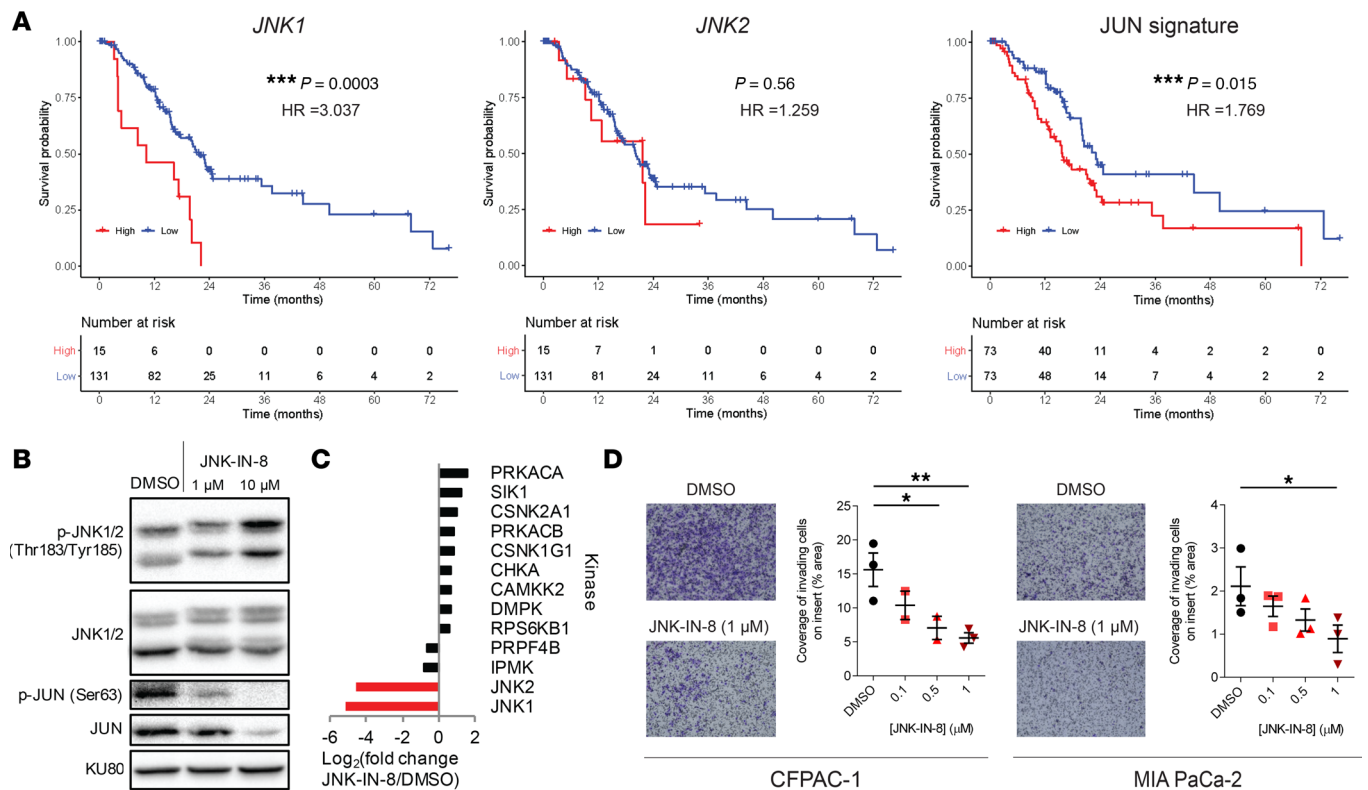 A
JNK1
1.00
0.75
0.50
0.25
0.00
Survival probability
*** P = 0.0003
HR =3.037
High Low
0 12 24 36 48 60 72
Time (months)
Number at risk
High 15 6 0 0 0 0 0
Low 131 82 25 11 6 4 2
0 12 24 36 48 60 72
Time (months)
JNK2
1.00
0.75
0.50
0.25
0.00
Survival probability
P = 0.56
HR =1.259
High Low
0 12 24 36 48 60 72
Time (months)
Number at risk
High 15 7 1 0 0 0 0
Low 131 81 24 11 6 4 2
0 12 24 36 48 60 72
Time (months)
JUN signature
1.00
0.75
0.50
0.25
0.00
Survival probability
*** P = 0.015
HR =1.769
High Low
0 12 24 36 48 60 72
Time (months)
Number at risk
High 73 40 11 4 2 2 0
Low 73 48 14 7 4 2 2
0 12 24 36 48 60 72
Time (months)
B
JNK-IN-8
DMSO 1 µM 10 µM
p-JNK1/2
(Thr183/Tyr185)
JNK1/2
p-JUN (Ser63)
JUN
KU80
C
PRKACA
SIK1
CSNK2A1
PRKACB
CSNK1G1
CHKA
CAMKK2
DMPK
RPS6KB1
PRPF4B
IPMK
JNK2
JNK1
Kinase
-6 -4 -2 0 2
Log2(fold change
JNK-IN-8/DMSO)
D
DMSO
JNK-IN-8 (1 µM)
Coverage of invading cells
on insert (% area)
25
20
15
10
5
0
**
*
DMSO 0.1 0.5 1
[JNK-IN-8] (µM)
CFPAC-1
DMSO
JNK-IN-8 (1 µM)
Coverage of invading cells
on insert (% area)
4
3
2
1
0
*
DMSO 0.1 0.5 1
[JNK-IN-8] (µM)
MIA PaCa-2